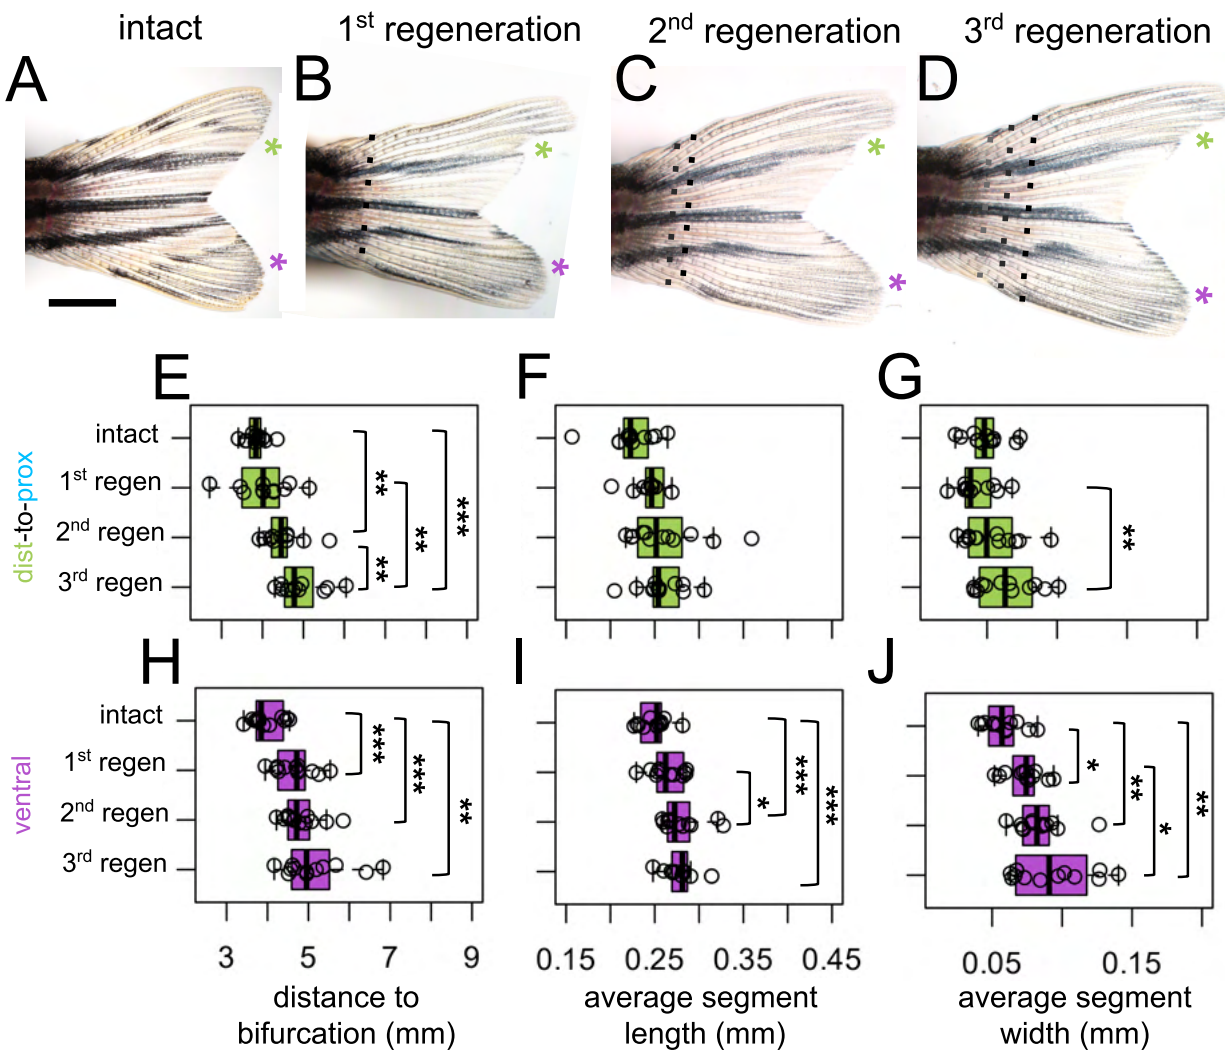 intact
1st regeneration
2nd regeneration
3rd regeneration
A
B
C
D
*
*
*
*
*
*
*
*
E
F
G
dist-to-prox
intact
1st regen
2nd regen
3rd regen
**
**
**
***
**
H
I
J
ventral
intact
1st regen
2nd regen
3rd regen
***
***
**
*
***
***
*
**
*
**
3 5 7 9
0.15 0.25 0.35 0.45
0.05 0.15
distance to
bifurcation (mm)
average segment
length (mm)
average segment
width (mm)